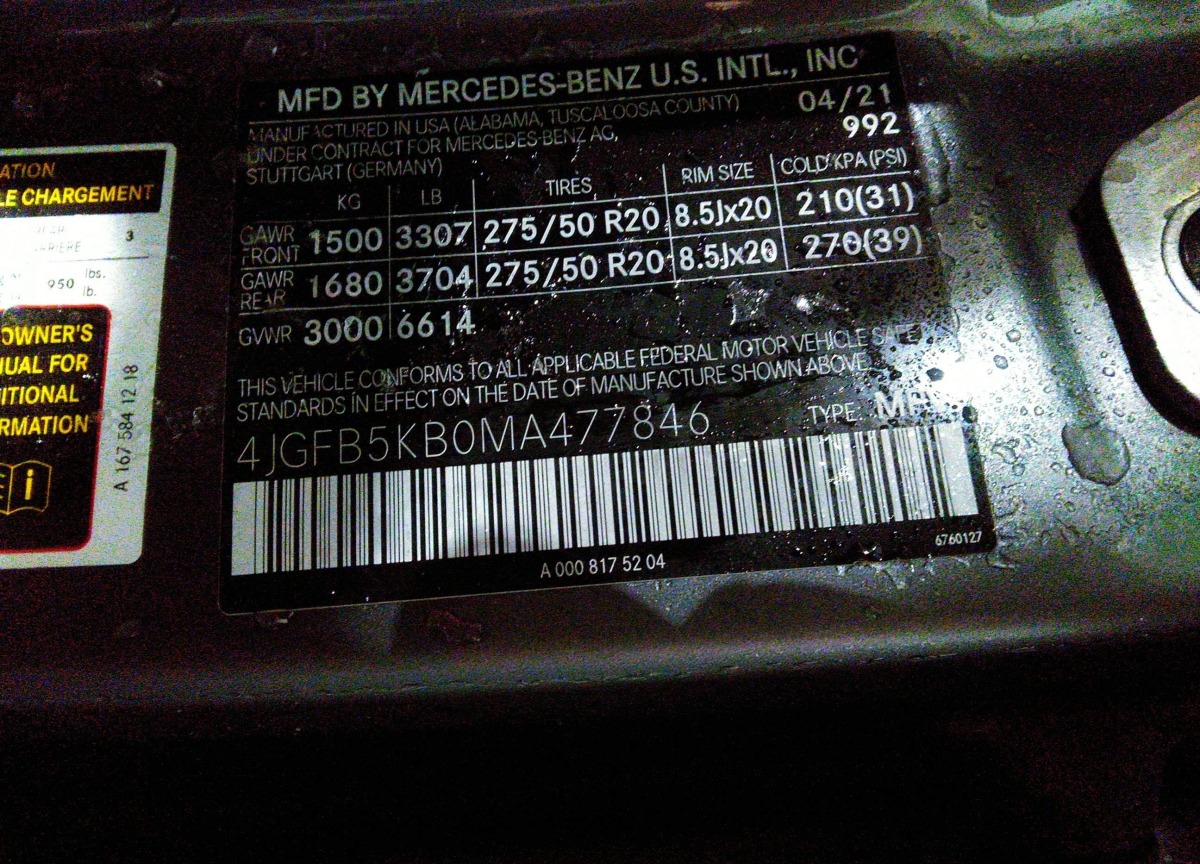 MFD BY MERCEDES-BENZ U.S. INTL., INC
MANUFACTURED IN USA (ALABAMA, TUSCALOOSA COUNTY) 04/21
UNDER CONTRACT FOR MERCEDES-BENZ AG, 992
STUTTGART (GERMANY)
KG LB TIRES RIM SIZE COLD KPA (PSI)
GAWR FRONT 1500 3307 275/50 R20 8.5Jx20 210(31)
GAWR REAR 1680 3704 275/50 R20 8.5Jx20 270(39)
GVWR 3000 6614
THIS VEHICLE CONFORMS TO ALL APPLICABLE FEDERAL MOTOR VEHICLE
STANDARDS IN EFFECT ON THE DATE OF MANUFACTURE SHOWN ABOVE
4JGFB5KB0MA477846 TYPE:
6760127
A 000 817 52 04
ATION
LE CHARGEMENT
3
950 lbs.
lb.
OWNER'S
UAL FOR
ITIONAL
RMATION
i
A 167 584 12 18